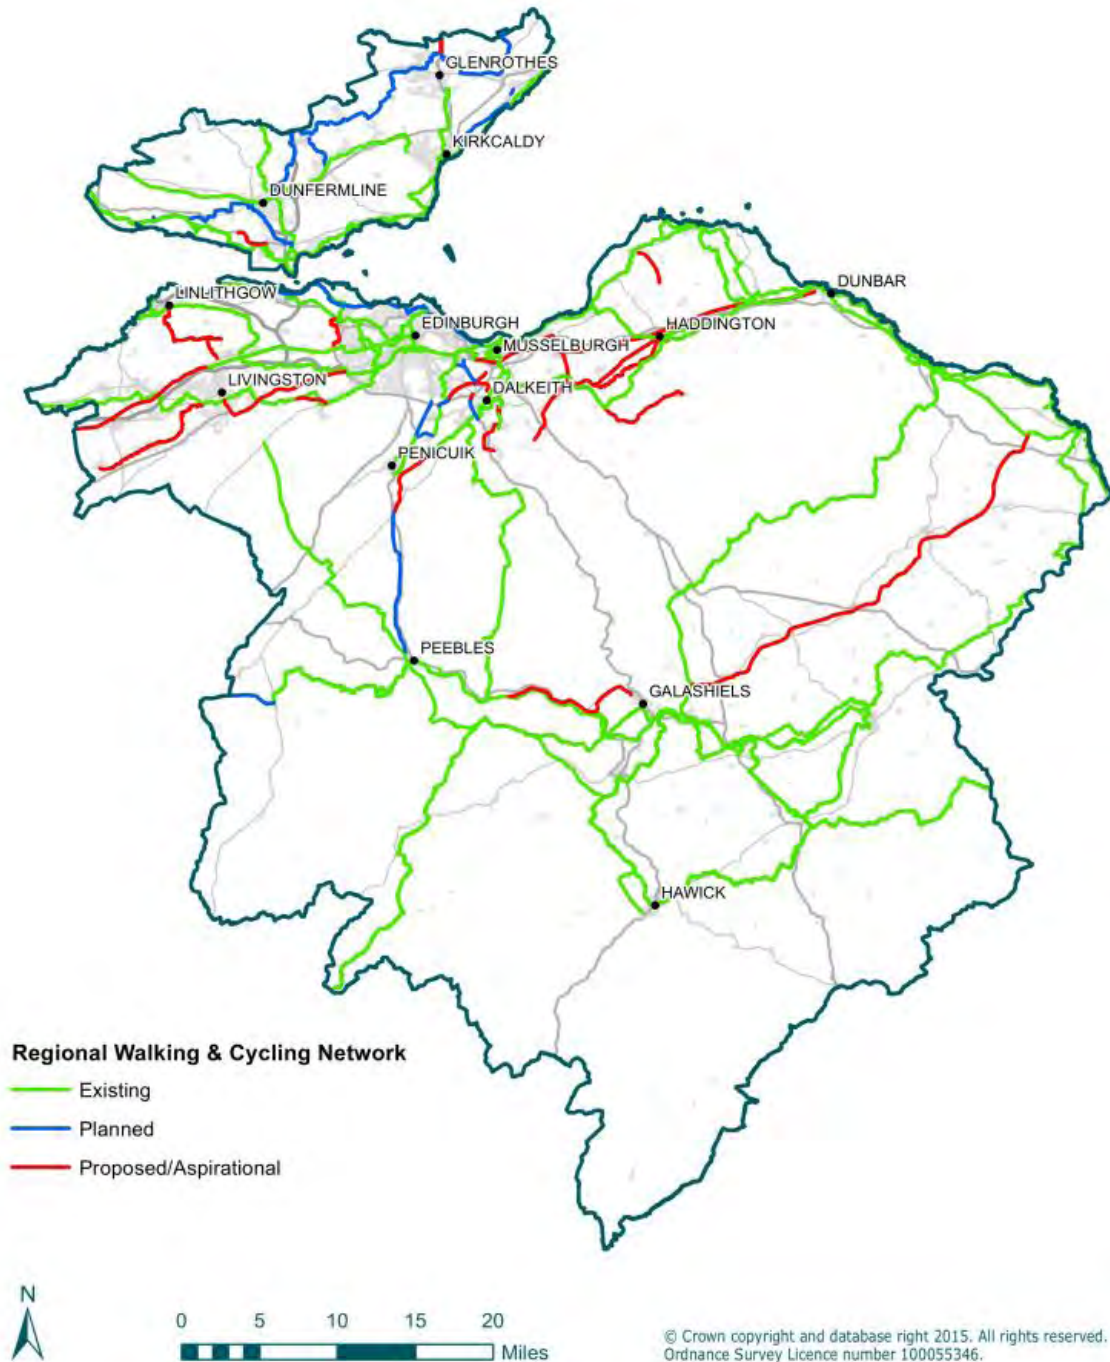 GLENROTHES
KIRKCALDY
DUNFERMLINE
LINLITHGOW
EDINBURGH
DUNBAR
HADDINGTON
MUSSELBURGH
LIVINGSTON
DALKEITH
PENICUIK
PEEBLES
GALASHIELS
HAWICK
Regional Walking & Cycling Network
Existing
Planned
Proposed/Aspirational
N
0 5 10 15 20
Miles
© Crown copyright and database right 2015. All rights reserved.
Ordnance Survey Licence number 100055346.